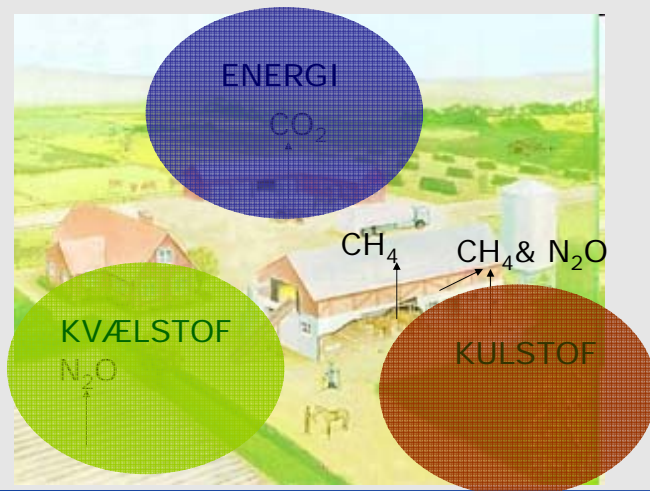 ENERGI
CO₂
CH₄
CH₄& N₂O
KVÆLSTOF
N₂O
KULSTOF